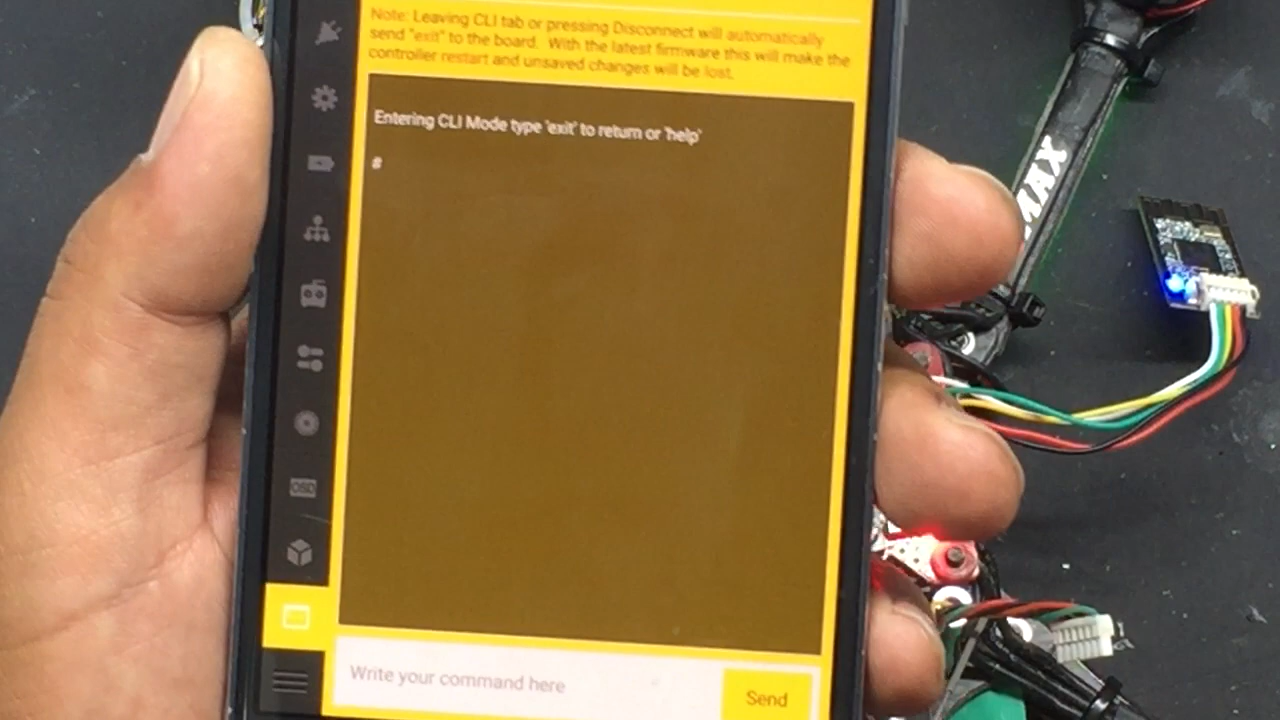 Note: Leaving CLI tab or pressing Disconnect will automatically
send "exit" to the board. With the latest firmware this will make the
controller restart and unsaved changes will be lost.
Entering CLI Mode type 'exit' to return or 'help'
#
OSD
Write your command here
Send
MAX